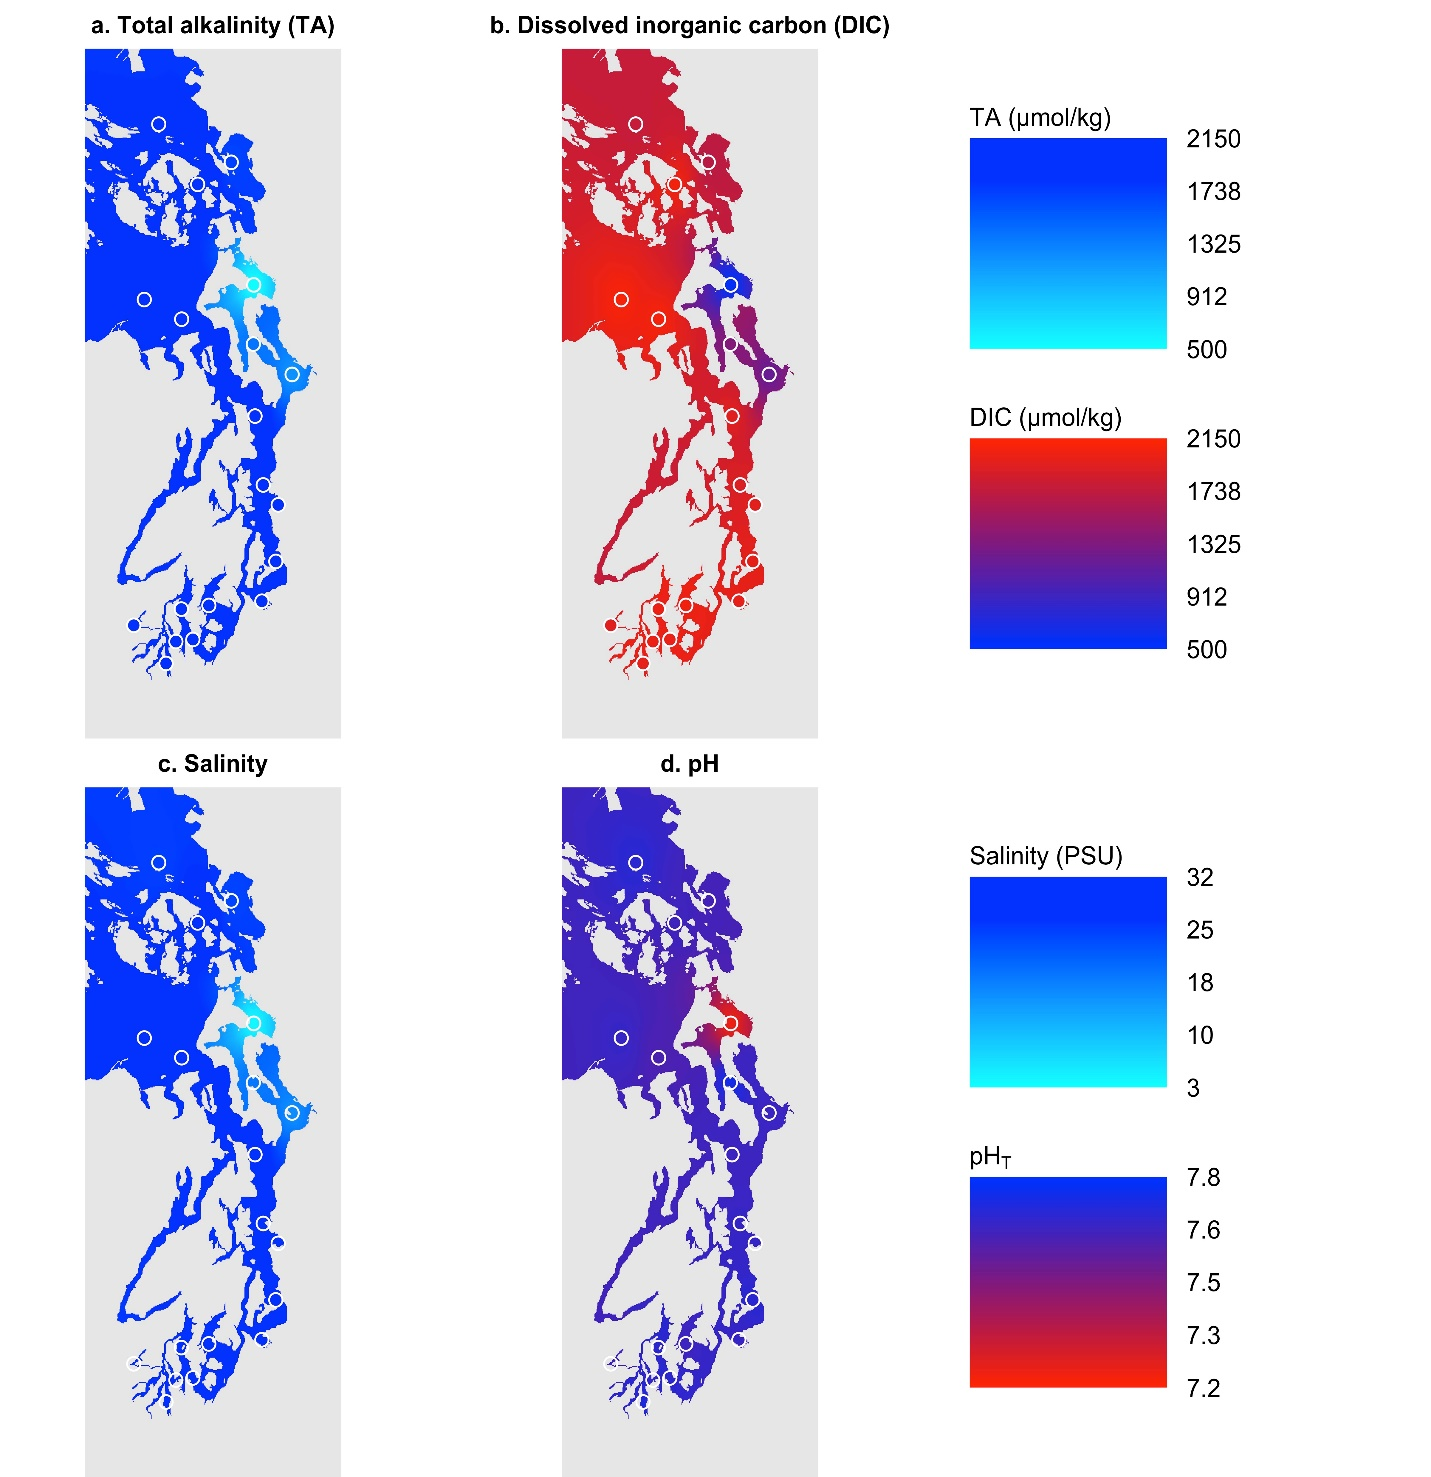 a. Total alkalinity (TA)
b. Dissolved inorganic carbon (DIC)
TA (µmol/kg)
2150
1738
1325
912
500
DIC (µmol/kg)
2150
1738
1325
912
500
c. Salinity
d. pH
Salinity (PSU)
32
25
18
10
3
pHT
7.8
7.6
7.5
7.3
7.2